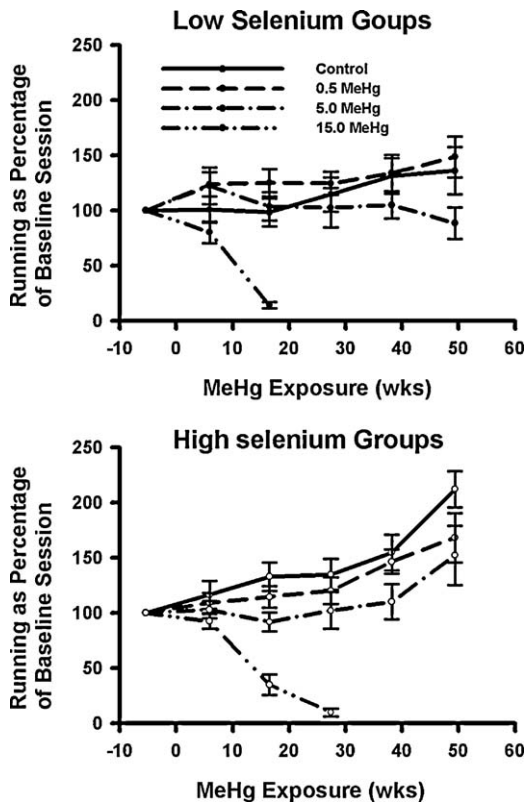 Low Selenium Goups
Running as Percentage
of Baseline Session
250
200
150
100
50
0
Control
0.5 MeHg
5.0 MeHg
15.0 MeHg
-10 0 10 20 30 40 50 60
MeHg Exposure (wks)
High selenium Groups
Running as Percentage
of Baseline Session
250
200
150
100
50
0
-10 0 10 20 30 40 50 60
MeHg Exposure (wks)